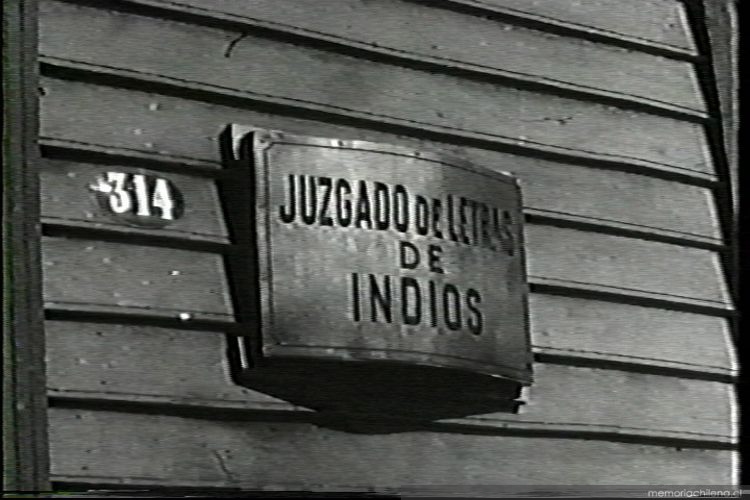 314
JUZGADO DE LETRAS
DE
INDIOS
memoriachilena.cl